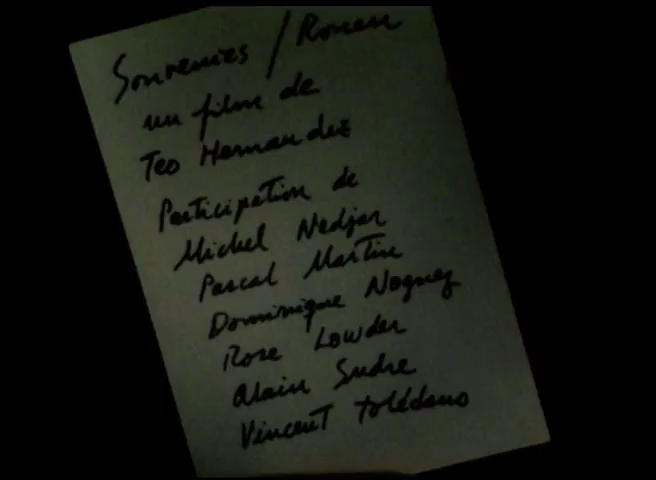 Souvenirs / Rouen
un film de
Teo Hernandez
Participation de
Michel Nedjar
Pascal Martin
Dominique Noguez
Rose Lowder
Alain Sudre
Vincent Tolédano